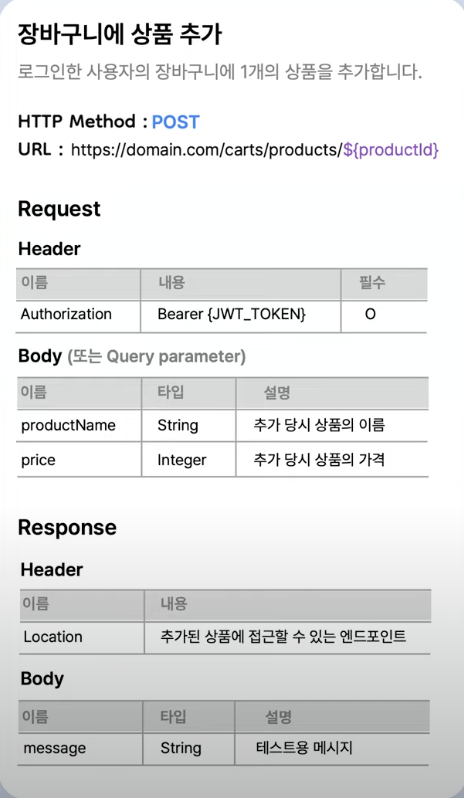 장바구니에 상품 추가
로그인한 사용자의 장바구니에 1개의 상품을 추가합니다.
HTTP Method : POST
URL : https://domain.com/carts/products/${productId}
Request
Header
이름 내용 필수
Authorization Bearer {JWT_TOKEN} O
Body (또는 Query parameter)
이름 타입 설명
productName String 추가 당시 상품의 이름
price Integer 추가 당시 상품의 가격
Response
Header
이름 내용
Location 추가된 상품에 접근할 수 있는 엔드포인트
Body
이름 타입 설명
message String 테스트용 메시지